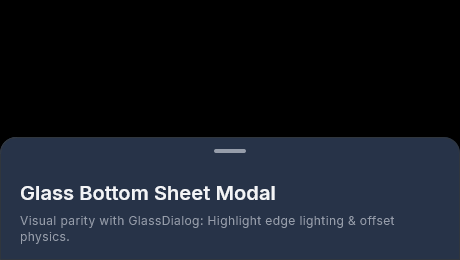 Glass Bottom Sheet Modal
Visual parity with GlassDialog: Highlight edge lighting & offset
physics.